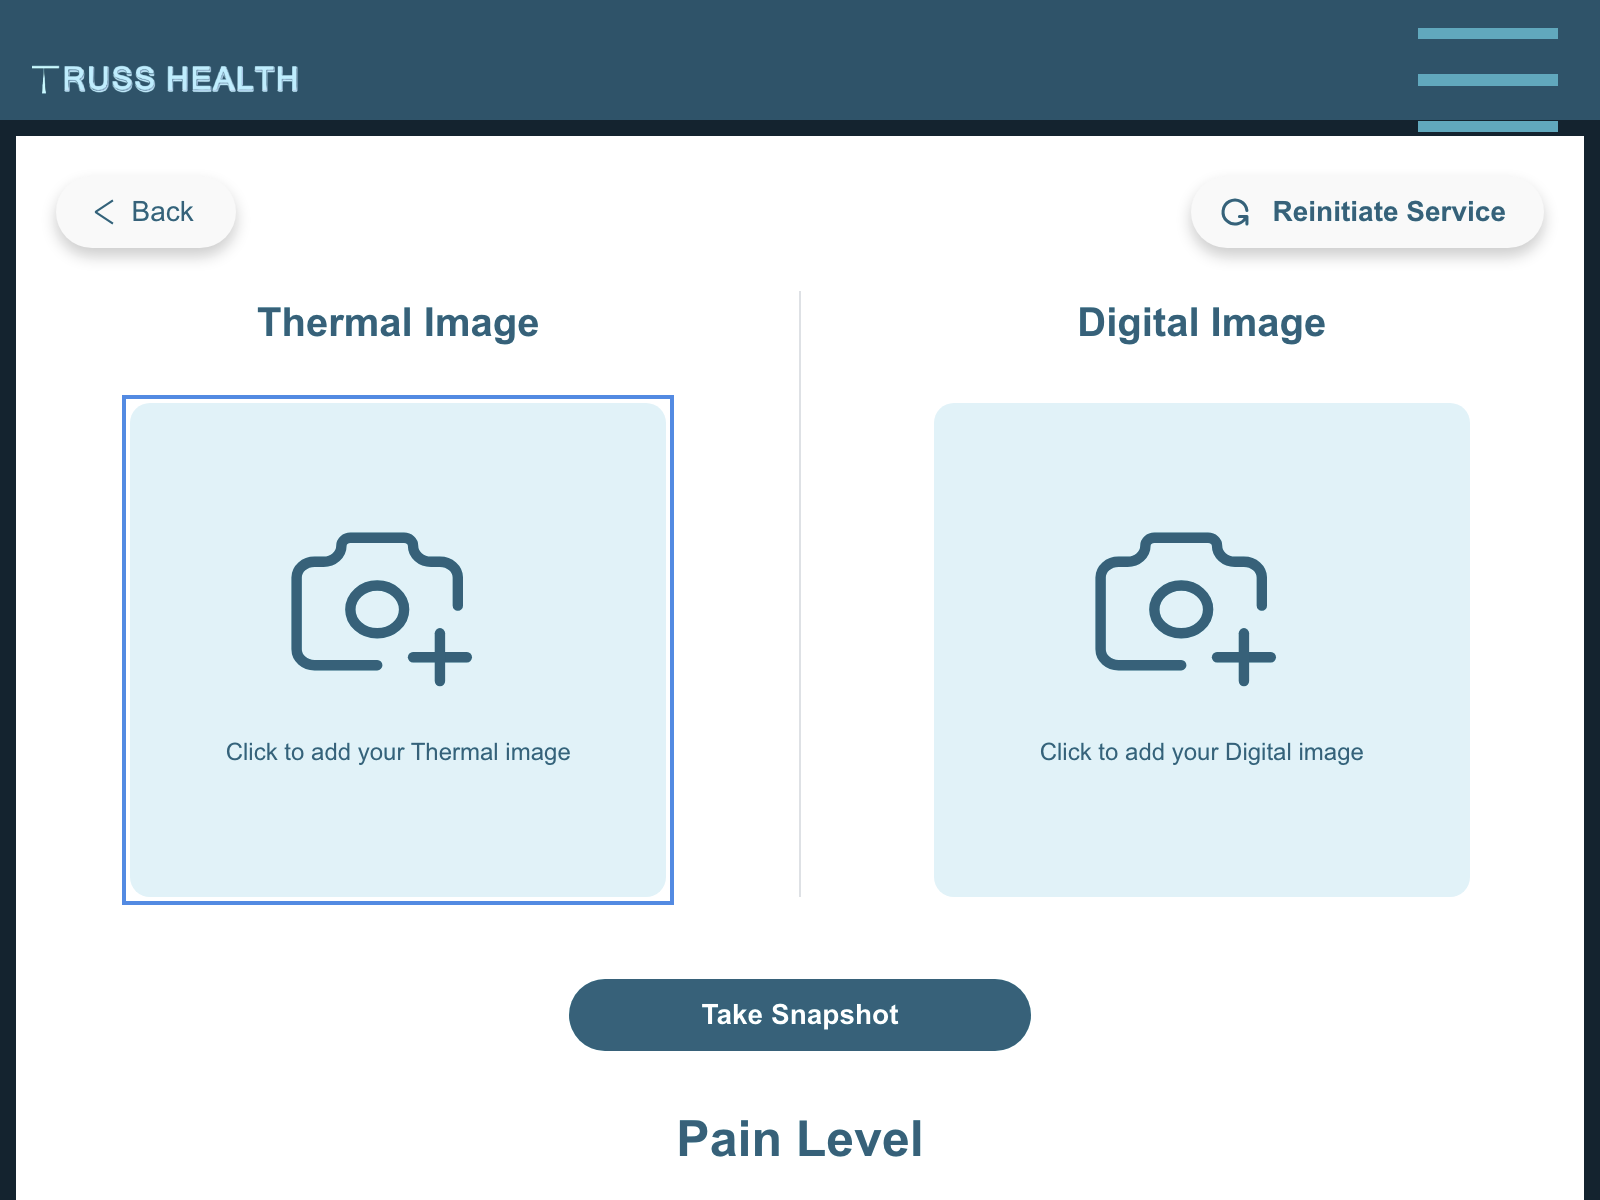 TRUSS HEALTH
Back
Reinitiate Service
Thermal Image
Digital Image
Click to add your Thermal image
Click to add your Digital image
Take Snapshot
Pain Level